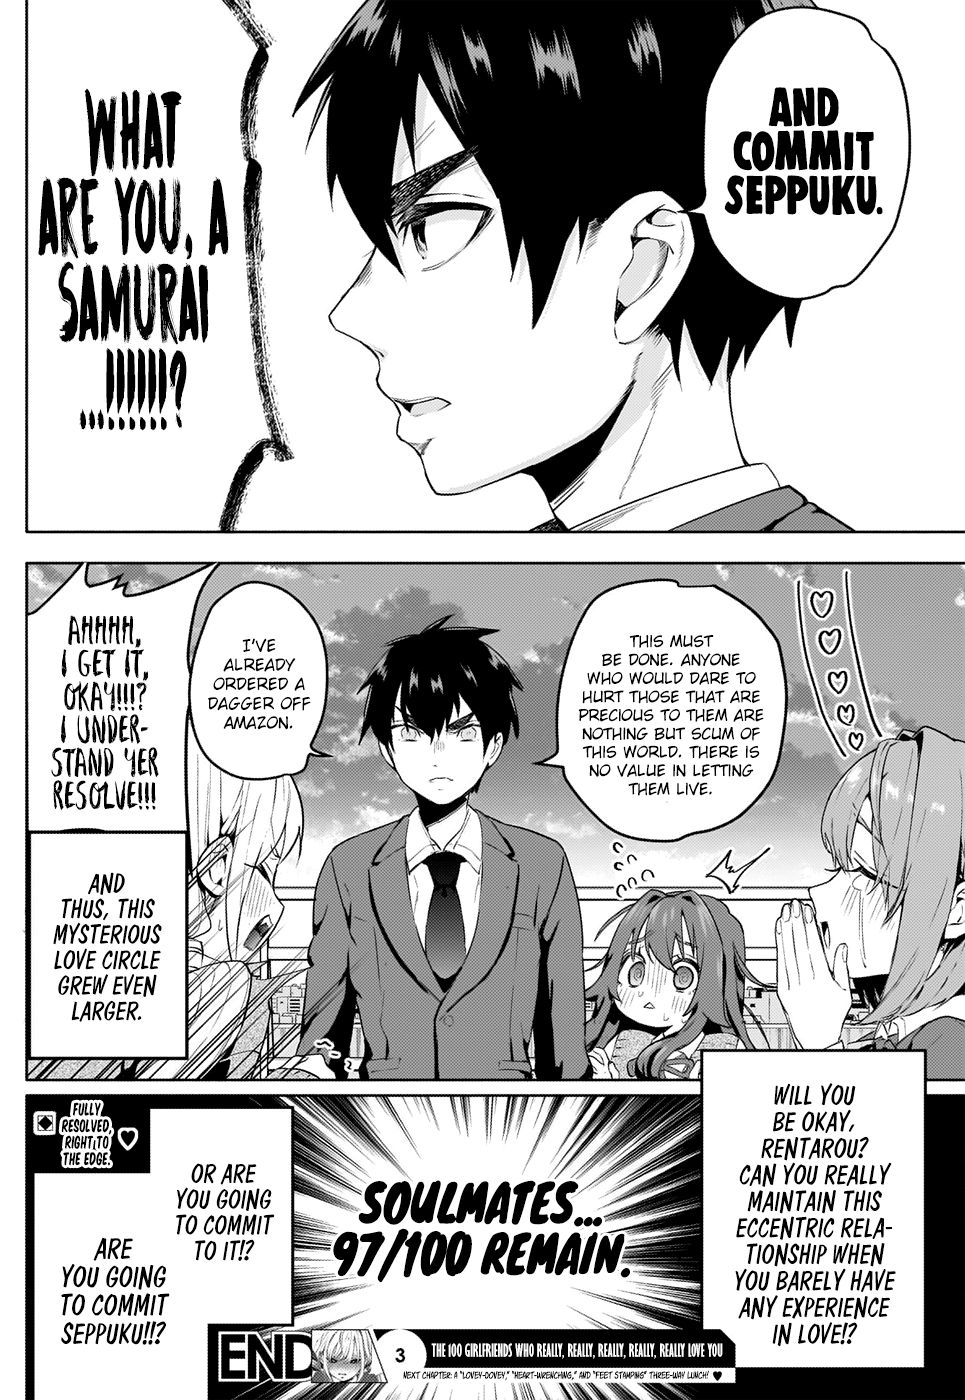 AND
COMMIT
SEPPUKU.
WHAT
ARE YOU, A
SAMURAI
...!!!!!!!?
THIS MUST
BE DONE. ANYONE
WHO WOULD DARE TO
HURT THOSE THAT ARE
PRECIOUS TO THEM ARE
NOTHING BUT SCUM OF
THIS WORLD. THERE IS
NO VALUE IN LETTING
THEM LIVE.
I'VE
ALREADY
ORDERED A
DAGGER OFF
AMAZON.
AHHHH,
I GET IT,
OKAY!!!!?
I UNDER-
STAND YER
RESOLVE!!!
AND
THUS, THIS
MYSTERIOUS
LOVE CIRCLE
GREW EVEN
LARGER.
WILL YOU
BE OKAY,
RENTAROU?
CAN YOU REALLY
MAINTAIN THIS
ECCENTRIC RELA-
TIONSHIP WHEN
YOU BARELY HAVE
ANY EXPERIENCE
IN LOVE!?
SOULMATES...
97/100 REMAIN.
OR ARE
YOU GOING
TO COMMIT
TO IT!?
ARE
YOU GOING
TO COMMIT
SEPPUKU!!?
FULLY
RESOLVED,
RIGHT TO
THE EDGE.
END
3
THE 100 GIRLFRIENDS WHO REALLY, REALLY, REALLY, REALLY, REALLY LOVE YOU
NEXT CHAPTER: A "LOVEY-DOVEY," "HEART-WRENCHING," AND "FEET STAMPING" THREE-WAY LUNCH! ♥